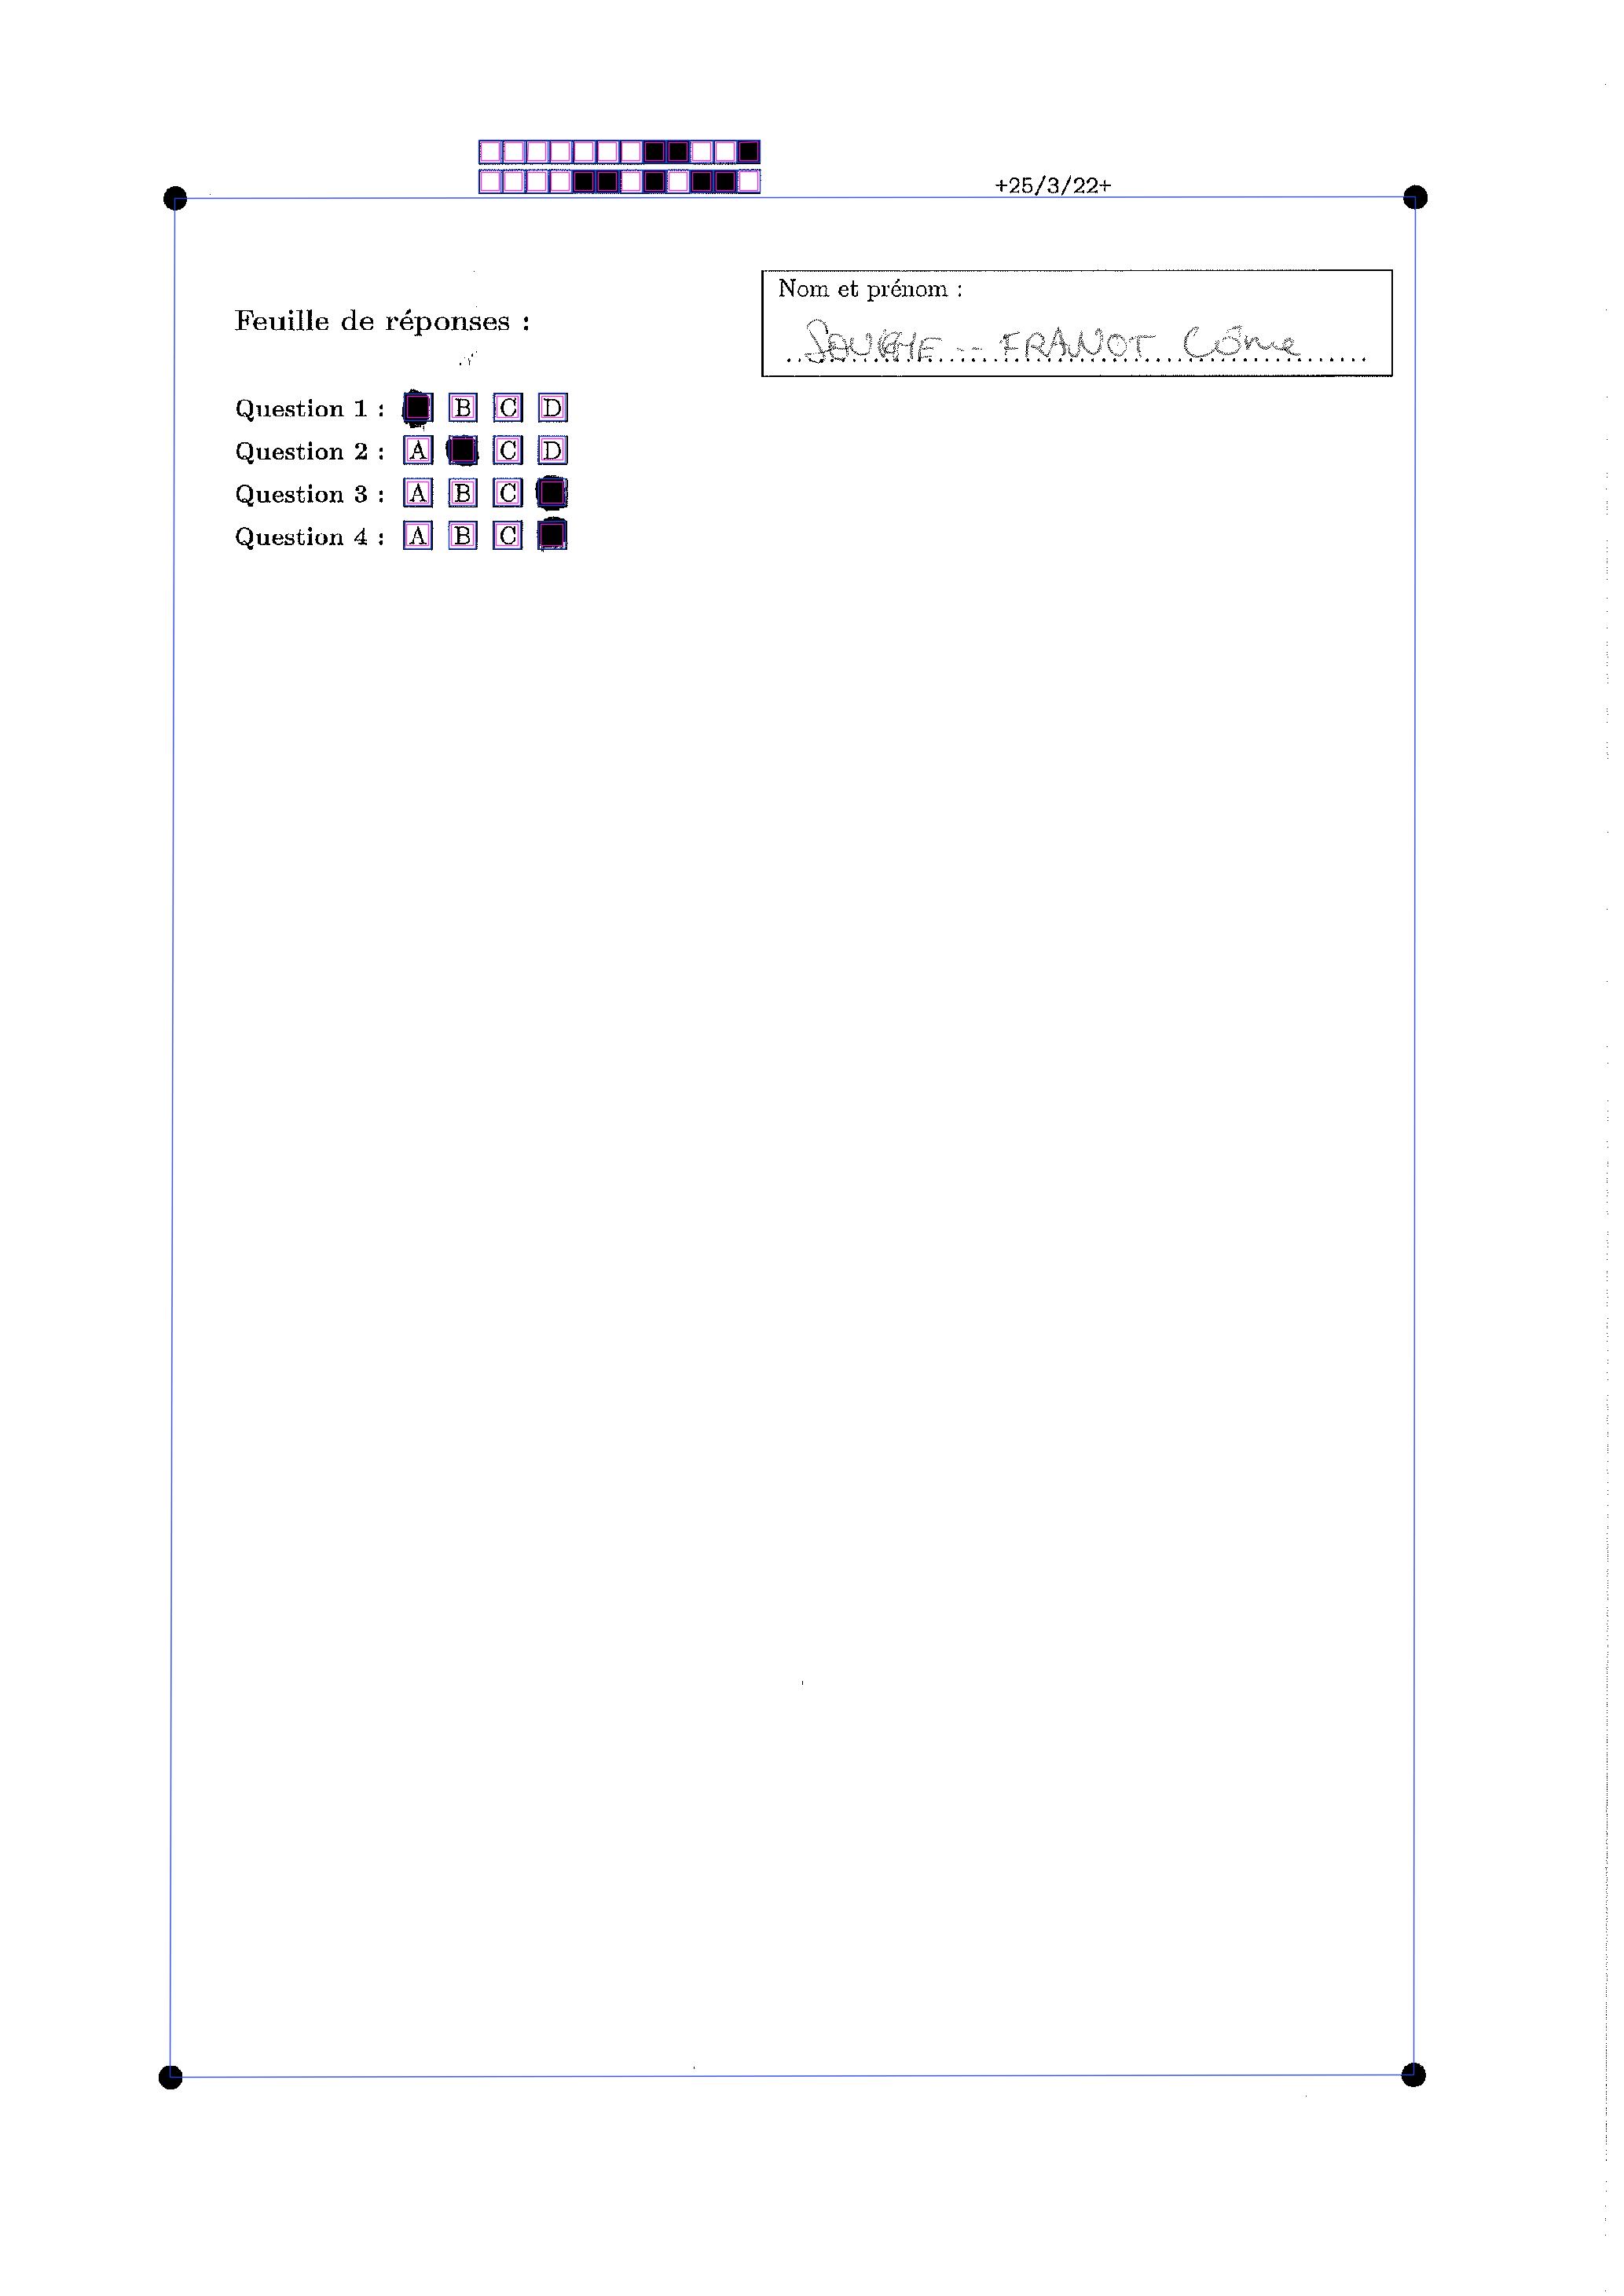 +25/3/22+
Nom et prénom :
Feuille de réponses :
SOUCHE -- FRANOT Côme
Question 1 : B C D
Question 2 : A C D
Question 3 : A B C
Question 4 : A B C